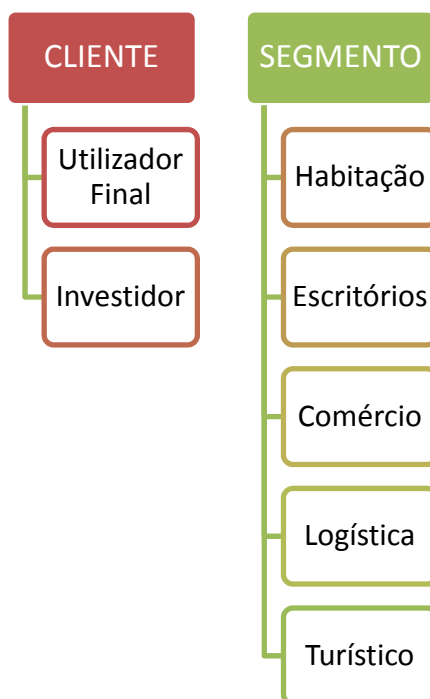 CLIENTE
Utilizador
Final
Investidor
SEGMENTO
Habitação
Escritórios
Comércio
Logística
Turístico